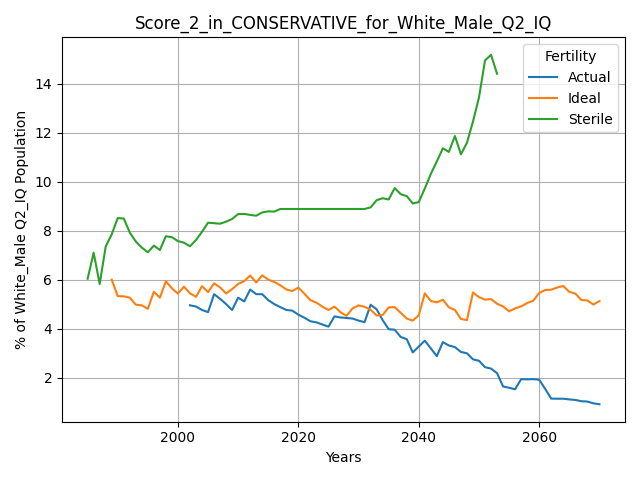 Score_2_in_CONSERVATIVE_for_White_Male_Q2_IQ
Fertility
Actual
Ideal
Sterile
% of White_Male Q2_IQ Population
14
12
10
8
6
4
2
2000 2020 2040 2060
Years